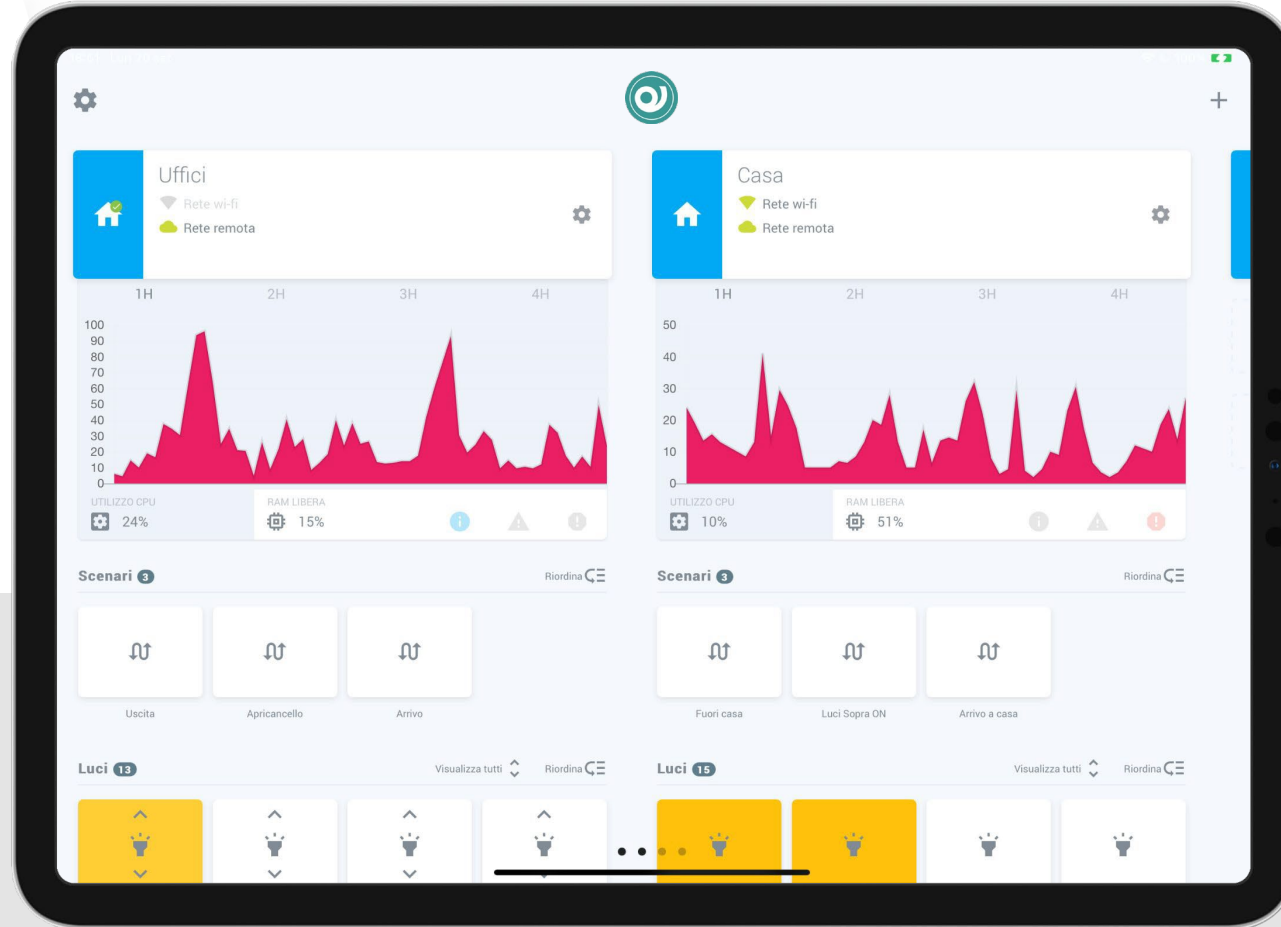 Uffici
Rete wi-fi
Rete remota
1H 2H 3H 4H
100
90
80
70
60
50
40
30
20
10
0
UTILIZZO CPU
24%
RAM LIBERA
15%
Scenari 3
Riordina
Uscita
Apricancello
Arrivo
Luci 13
Visualizza tutti
Riordina
Casa
Rete wi-fi
Rete remota
1H 2H 3H 4H
50
40
30
20
10
0
UTILIZZO CPU
10%
RAM LIBERA
51%
Scenari 3
Riordina
Fuori casa
Luci Sopra ON
Arrivo a casa
Luci 15
Visualizza tutti
Riordina